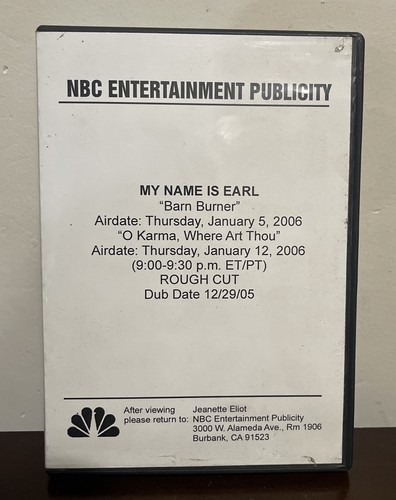 NBC ENTERTAINMENT PUBLICITY
MY NAME IS EARL
“Barn Burner”
Airdate: Thursday, January 5, 2006
“O Karma, Where Art Thou”
Airdate: Thursday, January 12, 2006
(9:00-9:30 p.m. ET/PT)
ROUGH CUT
Dub Date 12/29/05
After viewing
please return to:
Jeanette Eliot
NBC Entertainment Publicity
3000 W. Alameda Ave., Rm 1906
Burbank, CA 91523